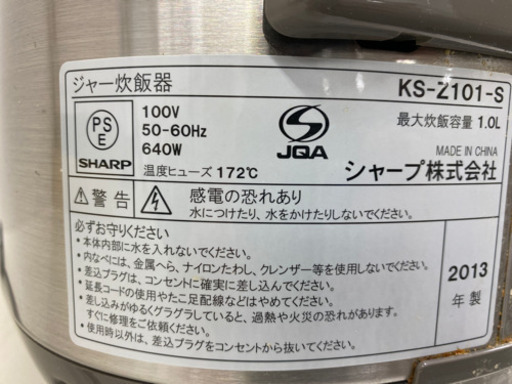 ジャー炊飯器 KS-Z101-S
PS
E
SHARP
100V
50-60Hz
640W
温度ヒューズ 172℃
S
JQA
最大炊飯容量 1.0L
MADE IN CHINA
シャープ株式会社
警告 感電の恐れあり
水につけたり、水をかけたりしないでください。
必ずお守りください
•本体内部に水を入れないでください。
•内なべには、金属へら、ナイロンたわし、クレンザー等を使用しないでください。
•差込プラグは、コンセントに確実に差し込んでください。
•延長コードの使用やたこ足配線などはやめてください。
•差し込みがゆるくグラグラしていると、過熱や火災の恐れがあります。
すぐに修理をご依頼ください。
•使用時以外は、差込プラグをコンセントから抜いてください。
2013
年製